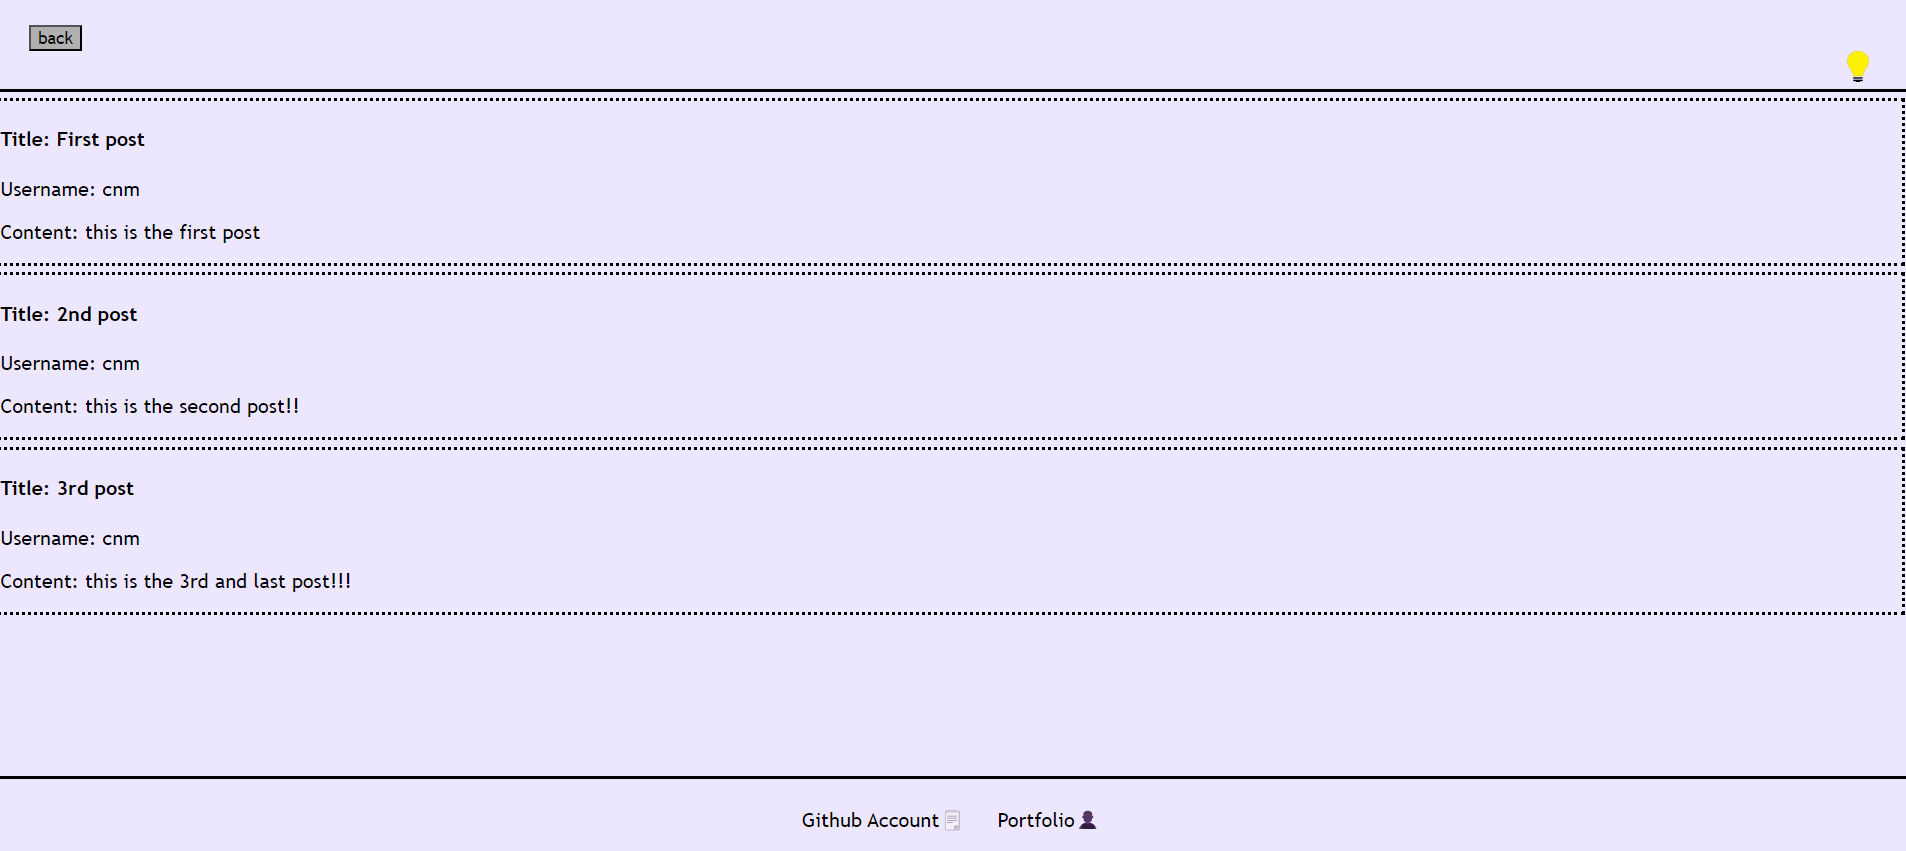 back
Title: First post
Username: cnm
Content: this is the first post
Title: 2nd post
Username: cnm
Content: this is the second post!!
Title: 3rd post
Username: cnm
Content: this is the 3rd and last post!!!
Github Account Portfolio